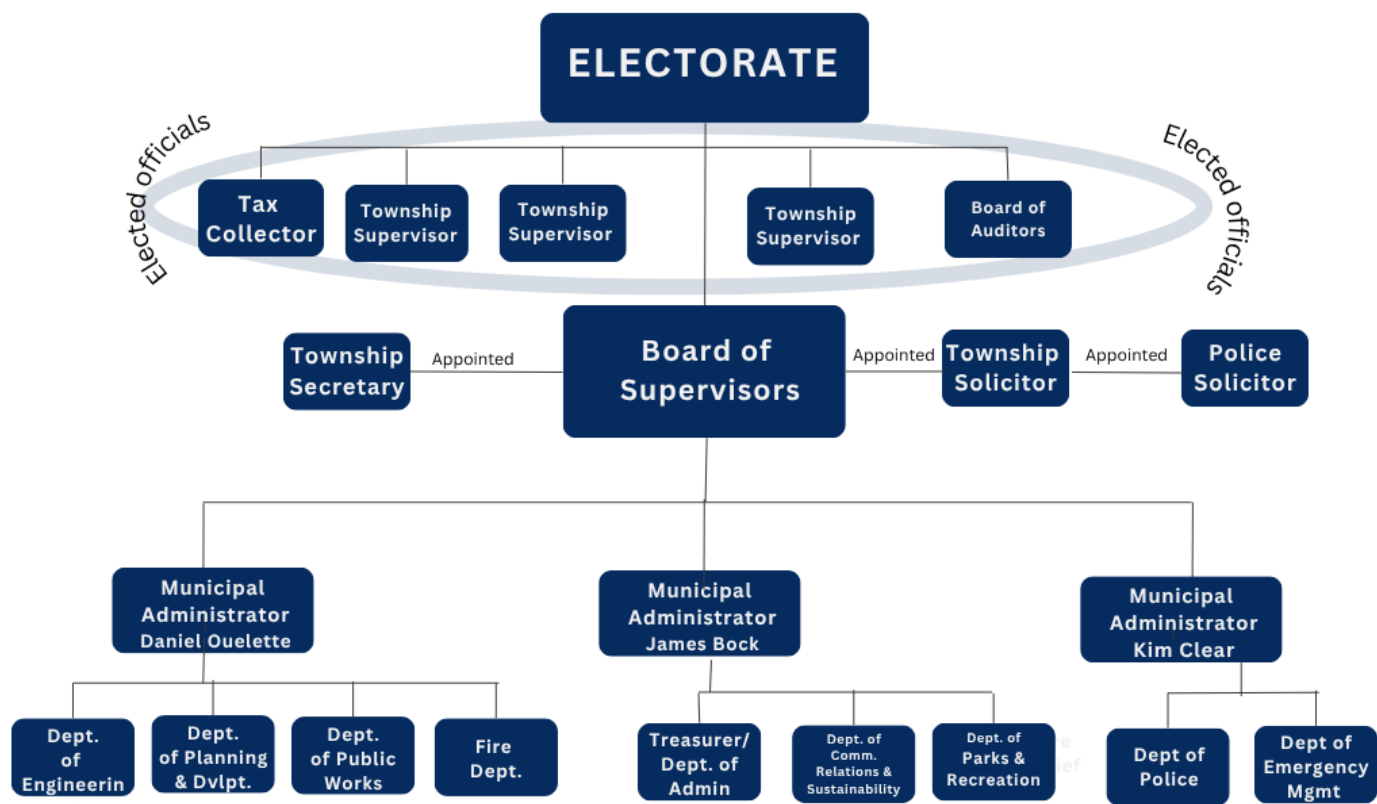 ELECTORATE
Elected officials
Elected officials
Tax
Collector
Township
Supervisor
Township
Supervisor
Township
Supervisor
Board of
Auditors
Township
Secretary
Appointed
Board of
Supervisors
Appointed
Township
Solicitor
Appointed
Police
Solicitor
Municipal
Administrator
Daniel Ouelette
Municipal
Administrator
James Bock
Municipal
Administrator
Kim Clear
Dept.
of
Engineerin
Dept.
of Planning
& Dvlpt.
Dept.
of Public
Works
Fire
Dept.
Treasurer/
Dept. of
Admin
Dept. of
Comm.
Relations &
Sustainability
Dept. of
Parks &
Recreation
Dept of
Police
Dept of
Emergency
Mgmt